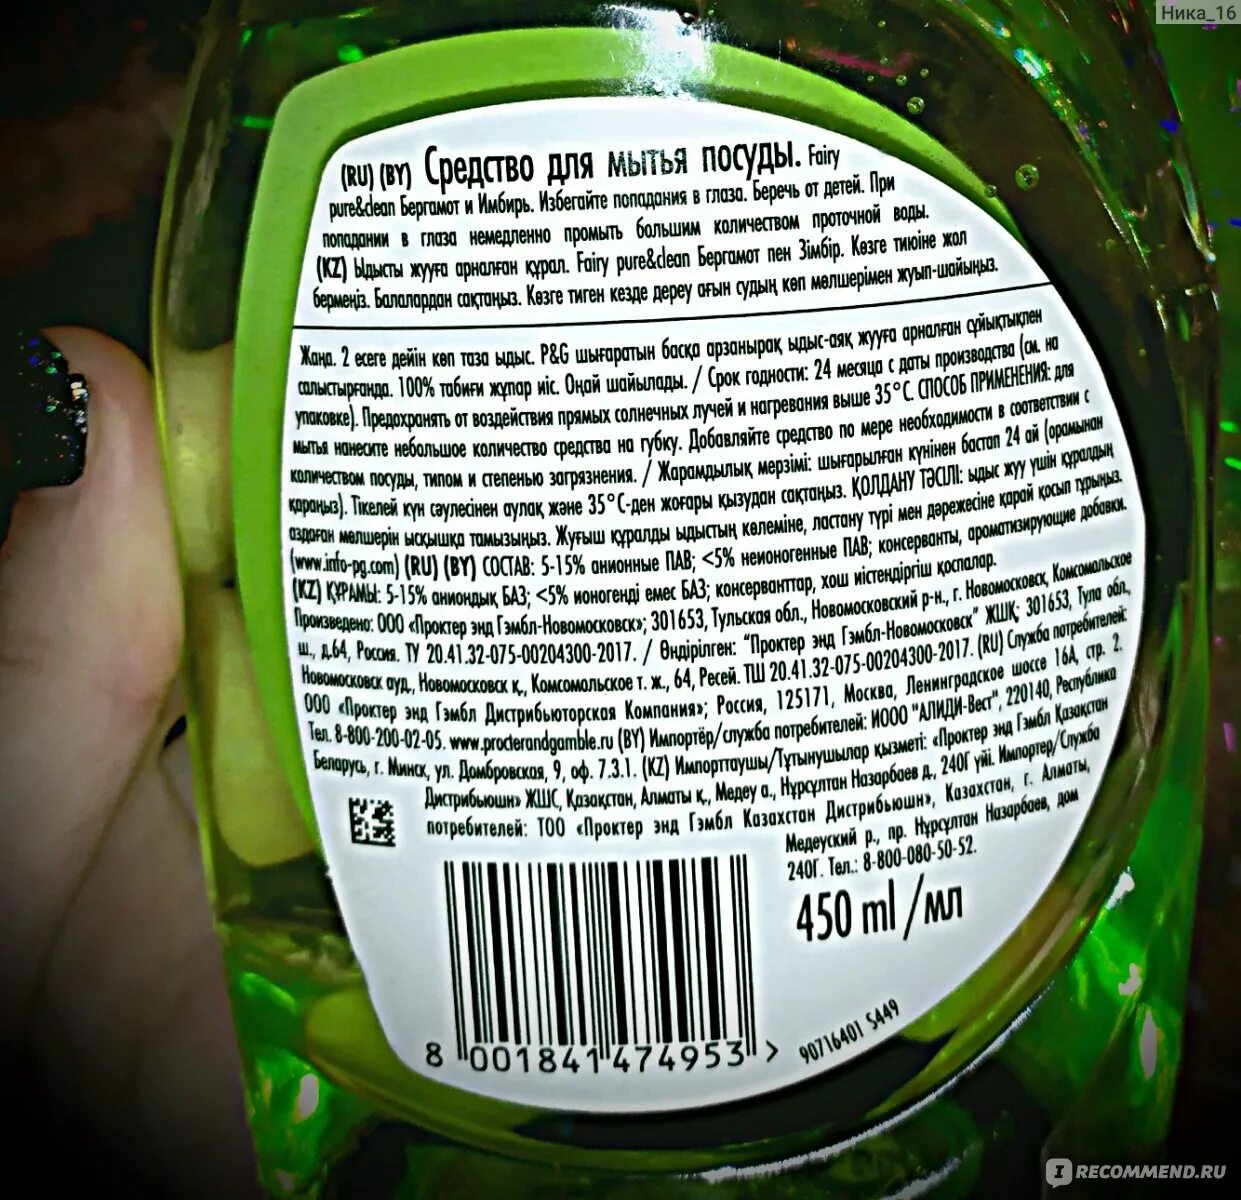 Ника_16
(RU) (BY) Средство для мытья посуды. Fairy
pure&clean Бергамот и Имбирь. Избегайте попадания в глаза. Беречь от детей. При
попадании в глаза немедленно промыть большим количеством проточной воды.
(KZ) Ыдысты жууға арналған құрал. Fairy pure&clean Бергамот пен Зімбір. Көзге тиюіне жол
бермеңіз. Балалардан сақтаңыз. Көзге тиген кезде дереу ағын судың көп мөлшерімен жуып-шайыңыз.
Жаңа. 2 есеге дейін көп таза ыдыс. P&G шығаратын басқа арзанырақ ыдыс-аяқ жууға арналған сұйықтықпен
салыстырғанда. 100% табиғи жұпар иіс. Оңай шайылады. / Срок годности: 24 месяца с даты производства (см. на
упаковке). Предохранять от воздействия прямых солнечных лучей и нагревания выше 35°C. СПОСОБ ПРИМЕНЕНИЯ: для
мытья нанесите небольшое количество средства на губку. Добавляйте средство по мере необходимости в соответствии с
количеством посуды, типом и степенью загрязнения. / Жарамдылық мерзімі: шығарылған күнінен бастап 24 ай (орамынан
қараңыз). Тікелей күн сәулесінен аулақ және 35°C-ден жоғары қызудан сақтаңыз. ҚОЛДАНУ ТӘСІЛІ: ыдыс жуу үшін құралдың
аздаған мөлшерін ысқышқа тамызыңыз. Жуғыш құралды ыдыстың көлеміне, ластану түрі мен дәрежесіне қарай қосып тұрыңыз.
(www.info-pg.com) (RU) (BY) СОСТАВ: 5-15% анионные ПАВ; <5% неионогенные ПАВ; консерванты, ароматизирующие добавки.
(KZ) ҚҰРАМЫ: 5-15% аниондық БАЗ; <5% ионогенді емес БАЗ; консерванттар, хош иістендіргіш қоспалар.
Произведено: ООО «Проктер энд Гэмбл-Новомосковск»; 301653, Тульская обл., Новомосковский р-н., г. Новомосковск, Комсомольское
ш., д.64, Россия. ТУ 20.41.32-075-00204300-2017. / Өндірілген: "Проктер энд Гэмбл-Новомосковск" ЖШҚ; 301653, Тула обл.,
Новомосковск ауд., Новомосковск қ., Комсомольское т. ж., 64, Ресей. ТШ 20.41.32-075-00204300-2017. (RU) Служба потребителей:
ООО «Проктер энд Гэмбл Дистрибьюторская Компания»; Россия, 125171, Москва, Ленинградское шоссе 16А, стр. 2.
Тел. 8-800-200-02-05. www.procterandgamble.ru (BY) Импортёр/служба потребителей: ИООО "АЛИДИ-Вест", 220140, Республика
Беларусь, г. Минск, ул. Домбровская, 9, оф. 7.3.1. (KZ) Импорттаушы/Тұтынушылар қызметі: «Проктер энд Гэмбл Қазақстан
Дистрибьюшн» ЖШС, Қазақстан, Алматы қ., Медеу а., Нұрсұлтан Назарбаев д., 240Г үйі. Импортер/Служба
потребителей: ТОО «Проктер энд Гэмбл Казахстан Дистрибьюшн», Казахстан, г. Алматы,
Медеуский р., пр. Нұрсұлтан Назарбаев, дом
240Г. Тел.: 8-800-080-50-52.
450 ml/мл
8 001841 474953 >
90716401 S449
IRECOMMEND.RU